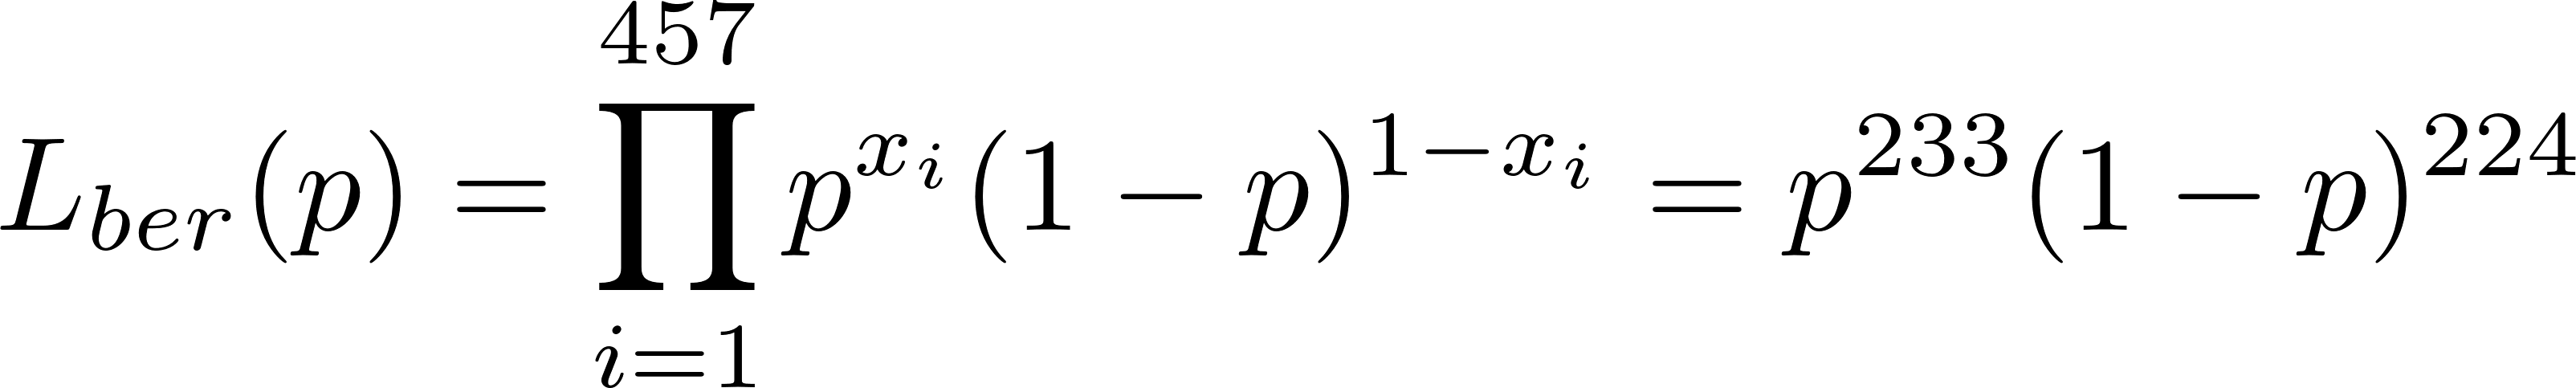 L_{ber}(p) = \prod_{i=1}^{457} p^{x_i}(1-p)^{1-x_i} = p^{233}(1-p)^{224}